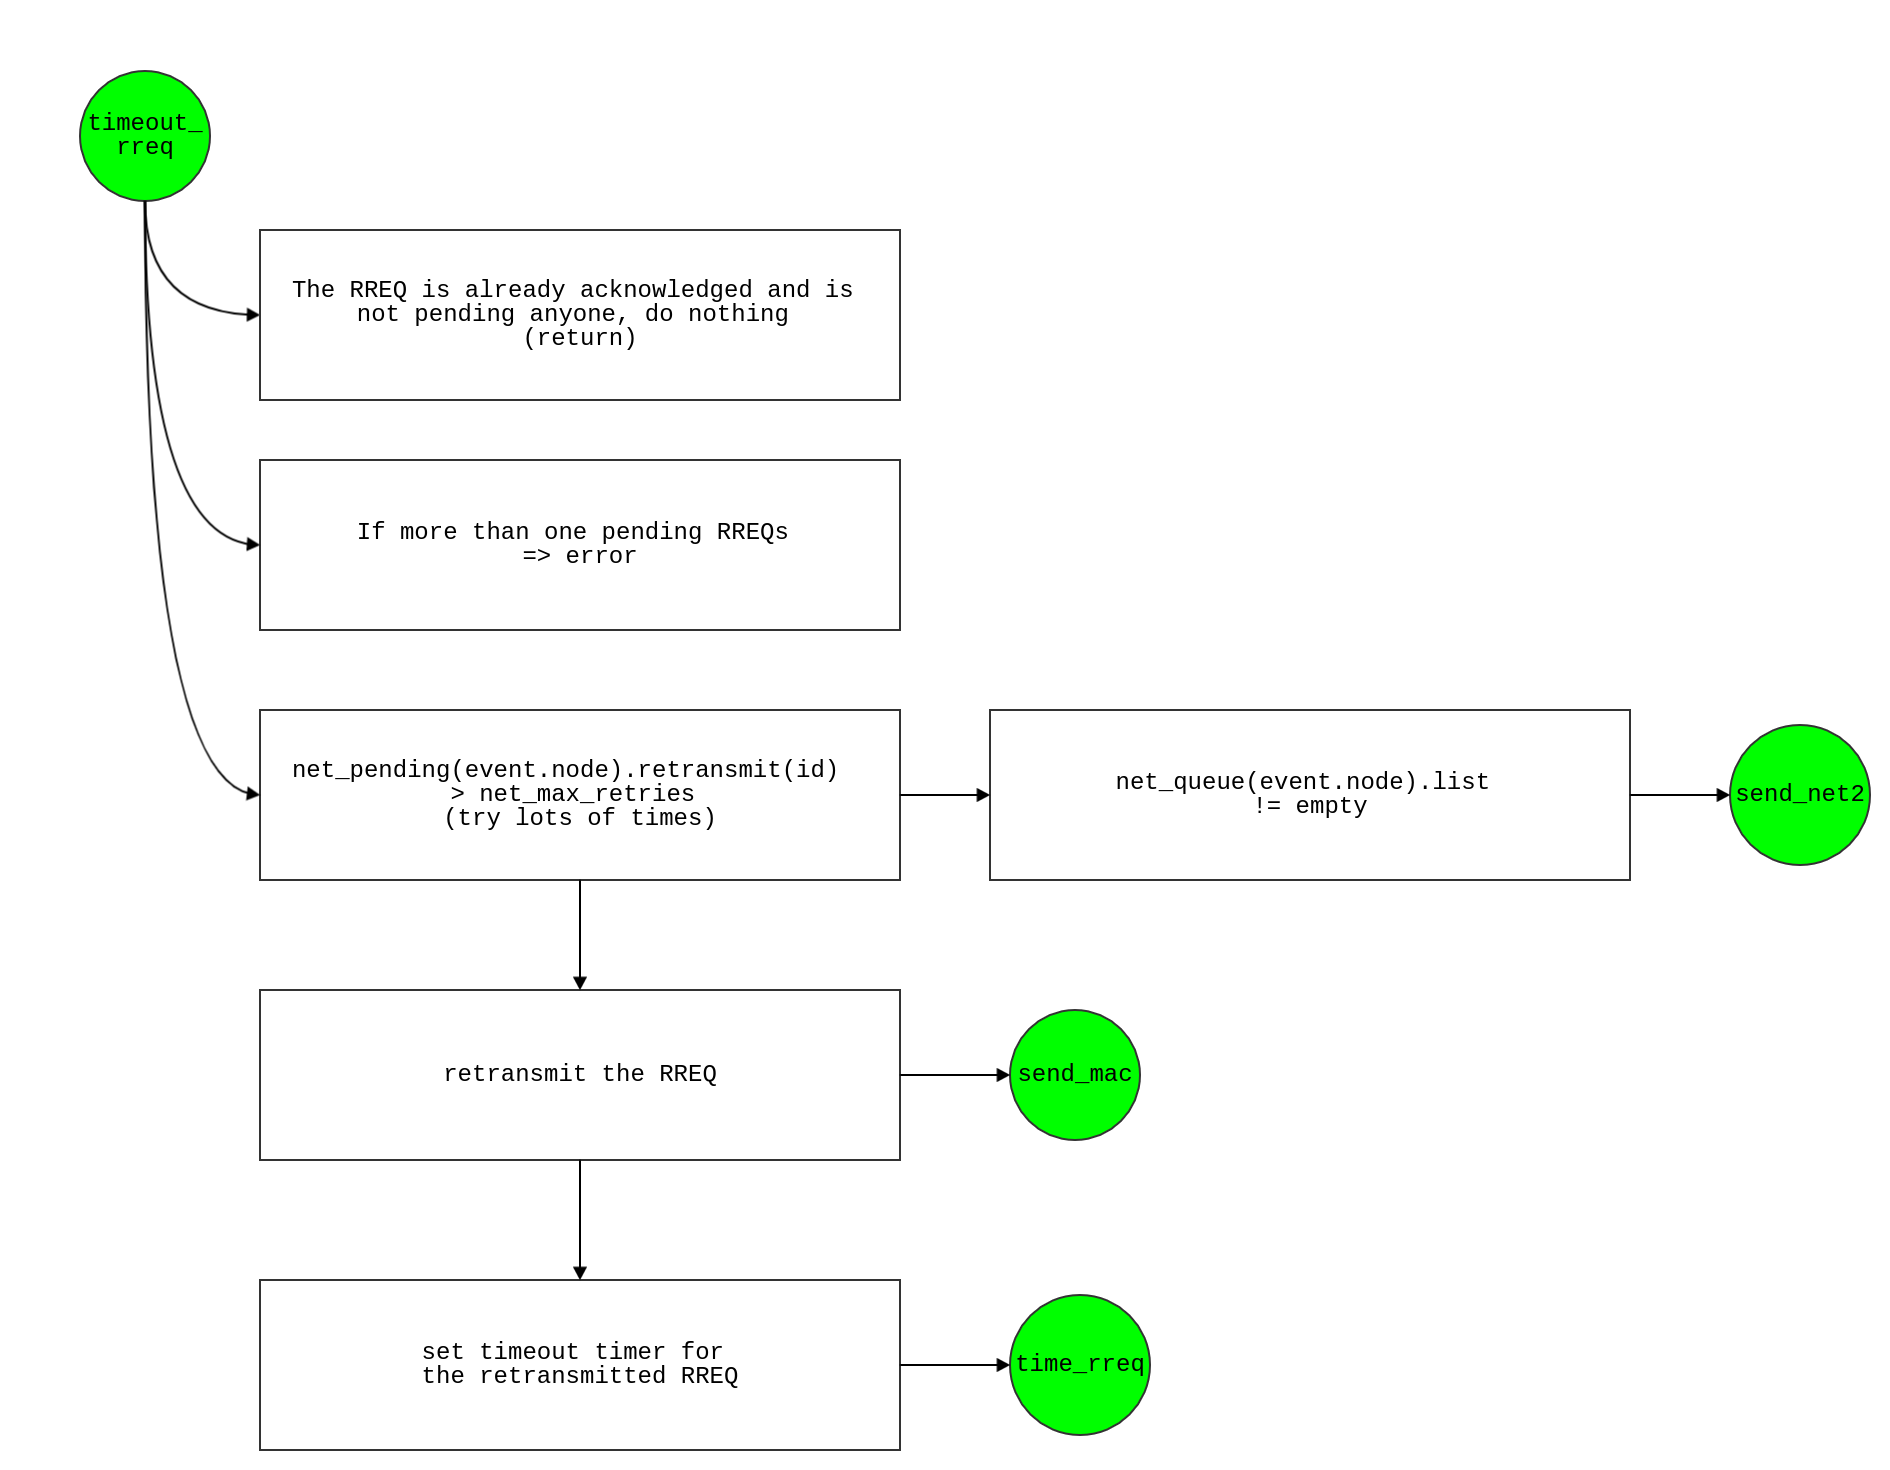 timeout_
rreq
The RREQ is already acknowledged and is
not pending anyone, do nothing
(return)
If more than one pending RREQs
=> error
net_pending(event.node).retransmit(id)
> net_max_retries
(try lots of times)
net_queue(event.node).list
!= empty
send_net2
retransmit the RREQ
send_mac
set timeout timer for
the retransmitted RREQ
time_rreq